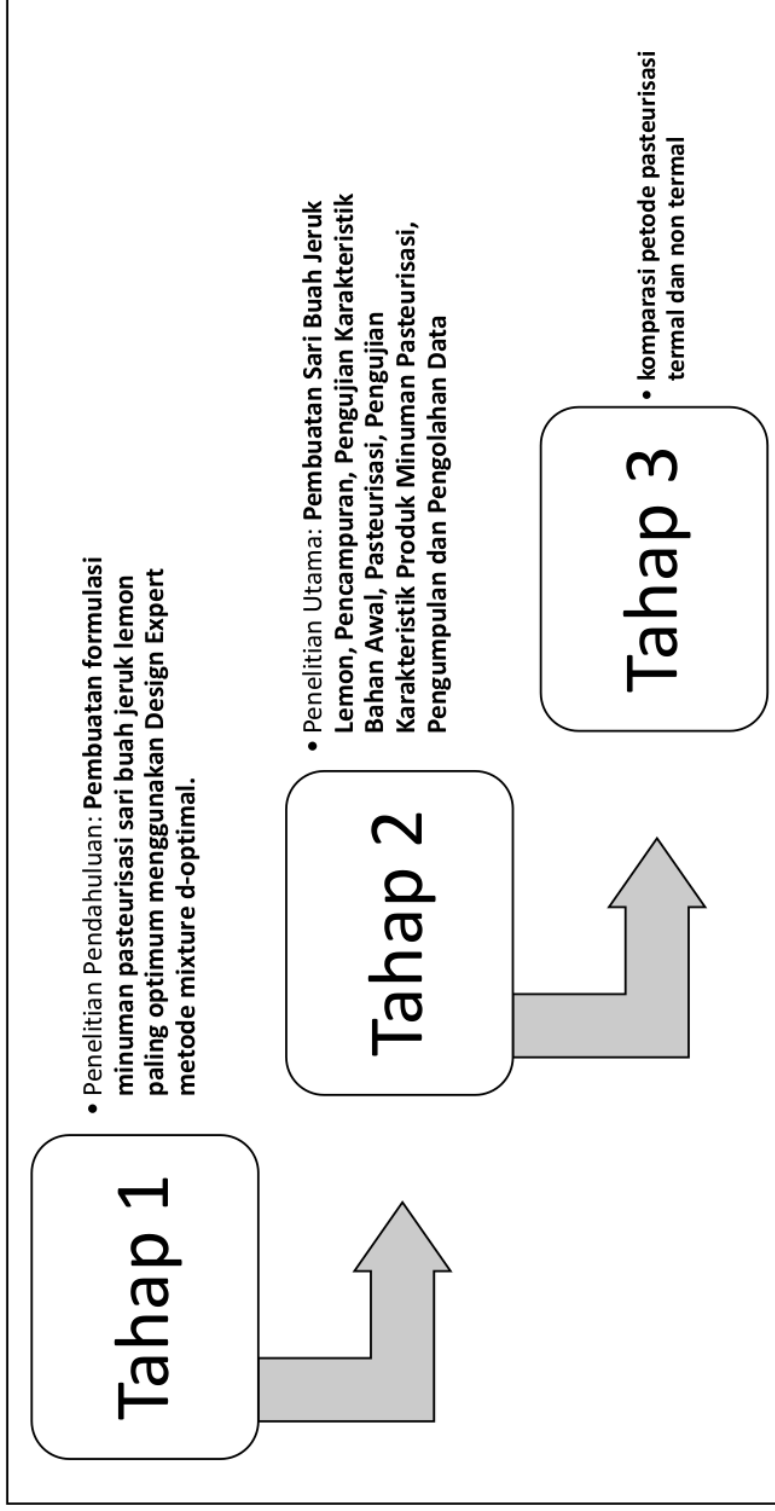 Tahap 1
• Penelitian Pendahuluan: Pembuatan formulasi
minuman pasteurisasi sari buah jeruk lemon
paling optimum menggunakan Design Expert
metode mixture d-optimal.
Tahap 2
• Penelitian Utama: Pembuatan Sari Buah Jeruk
Lemon, Pencampuran, Pengujian Karakteristik
Bahan Awal, Pasteurisasi, Pengujian
Karakteristik Produk Minuman Pasteurisasi,
Pengumpulan dan Pengolahan Data
Tahap 3
• komparasi petode pasteurisasi
termal dan non termal